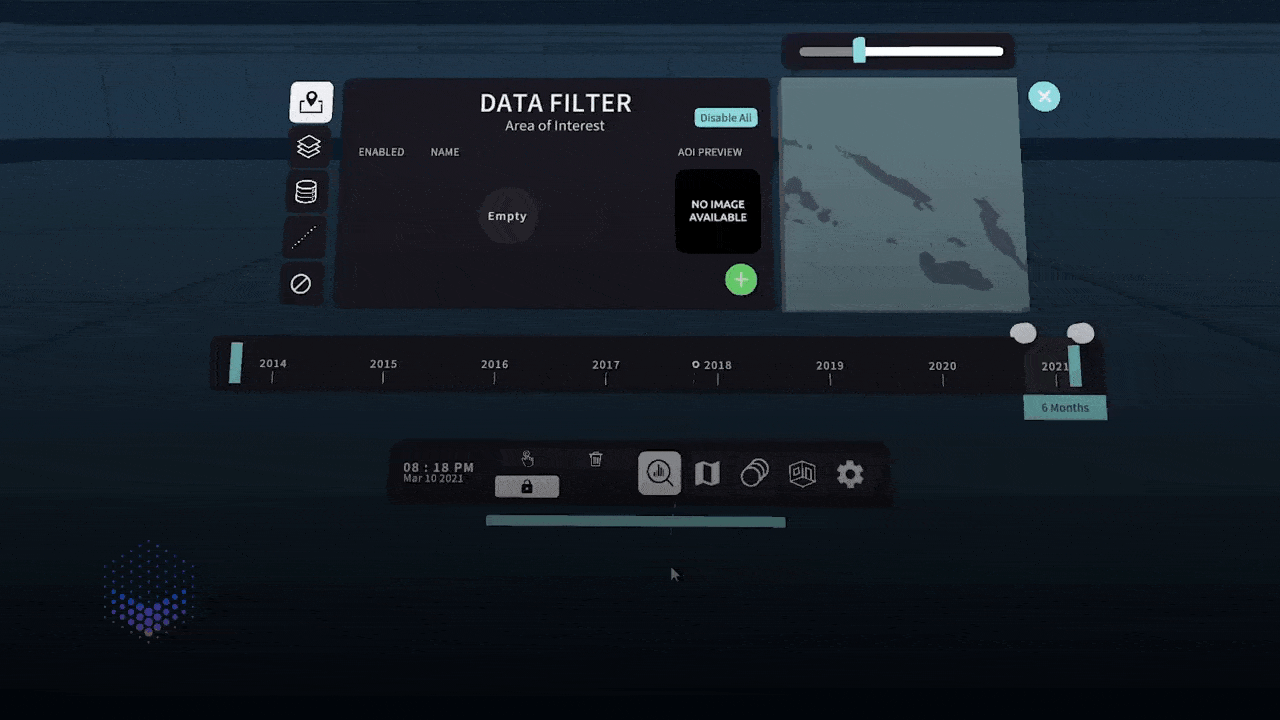 DATA FILTER
Area of Interest
Disable All
ENABLED NAME AOI PREVIEW
NO IMAGE
AVAILABLE
Empty
2014 2015 2016 2017 2018 2019 2020 2021
6 Months
08 : 18 PM
Mar 10 2021